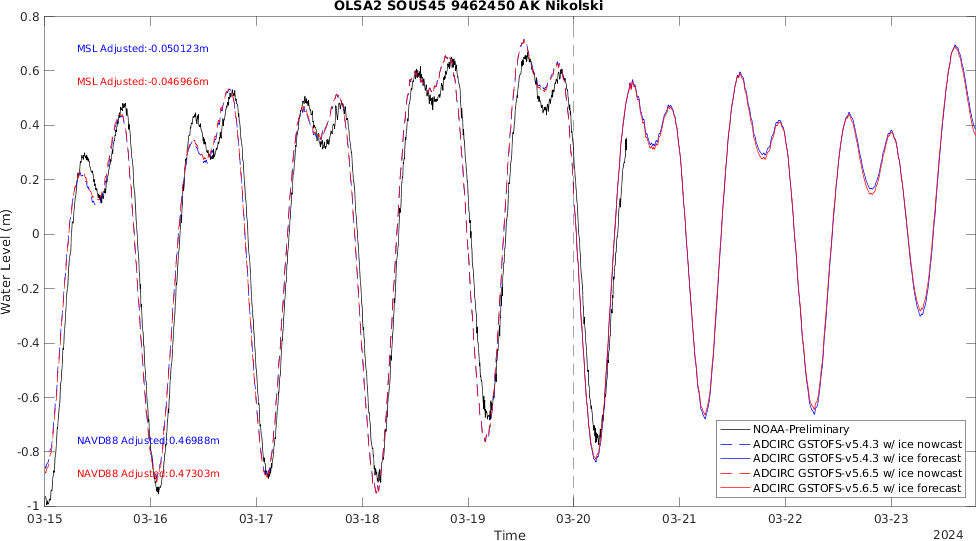 OLSA2 SOUS45 9462450 AK Nikolski
0.8
0.6
0.4
0.2
0
-0.2
-0.4
-0.6
-0.8
-1
Water Level (m)
MSL Adjusted:-0.050123m
MSL Adjusted:-0.046966m
NAVD88 Adjusted:0.46988m
NAVD88 Adjusted:0.47303m
NOAA-Preliminary
ADCIRC GSTOFS-v5.4.3 w/ ice nowcast
ADCIRC GSTOFS-v5.4.3 w/ ice forecast
ADCIRC GSTOFS-v5.6.5 w/ ice nowcast
ADCIRC GSTOFS-v5.6.5 w/ ice forecast
03-15 03-16 03-17 03-18 03-19 03-20 03-21 03-22 03-23
Time
2024